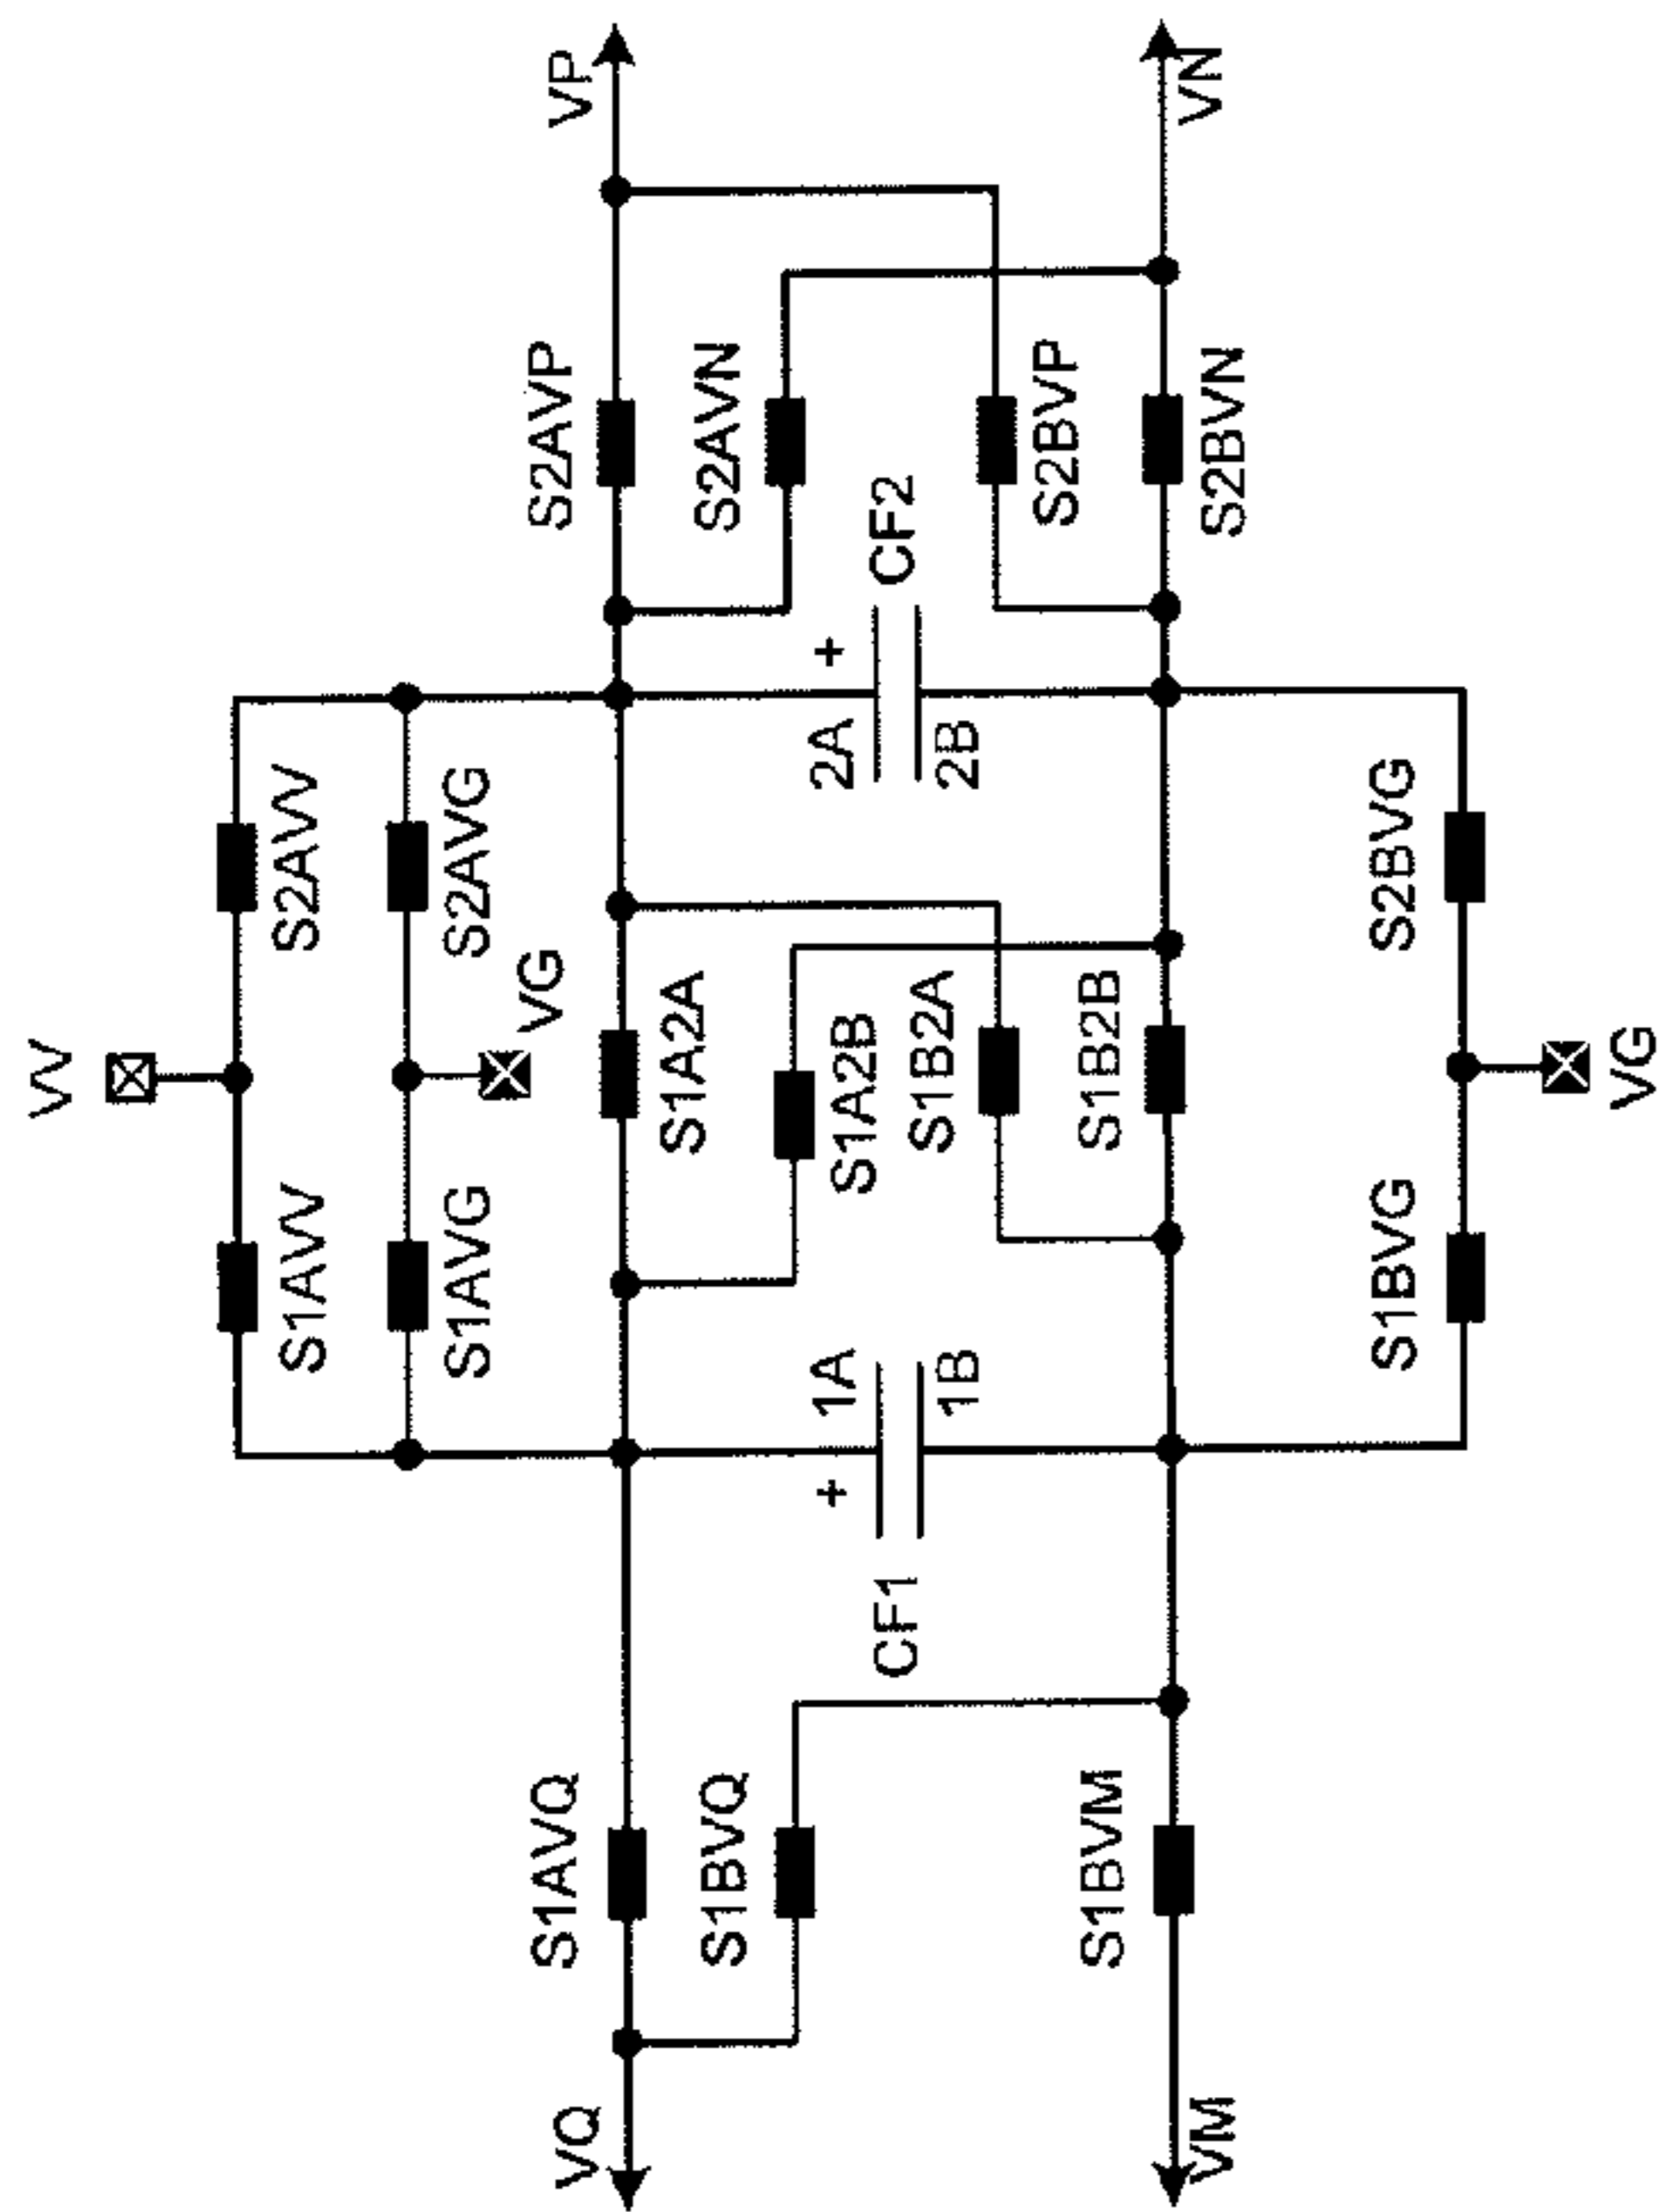 VV
S1AVV
S2AVV
S1AVG
S2AVG
VG
VQ
S1AVQ
S2AVP
VP
S1A2A
S1BVQ
S2AVN
+
1A
S1A2B
2A
+
CF1
S1B2A
CF2
1B
2B
S2BVP
S1BVM
S1B2B
VM
S2BVN
VN
S1BVG
S2BVG
VG